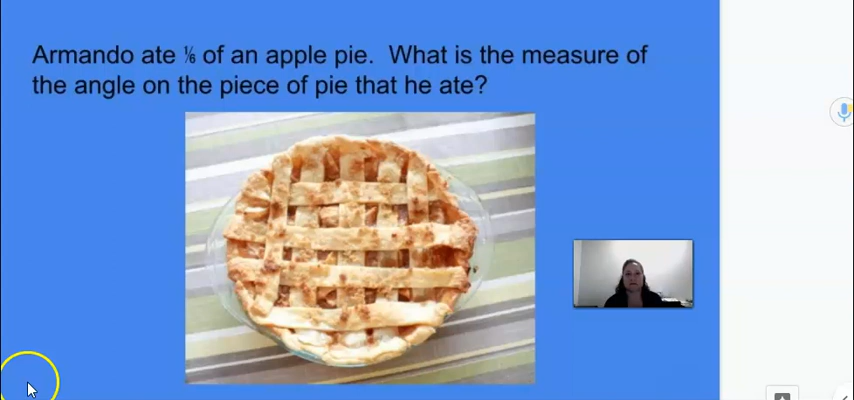 Armando ate ⅙ of an apple pie. What is the measure of
the angle on the piece of pie that he ate?